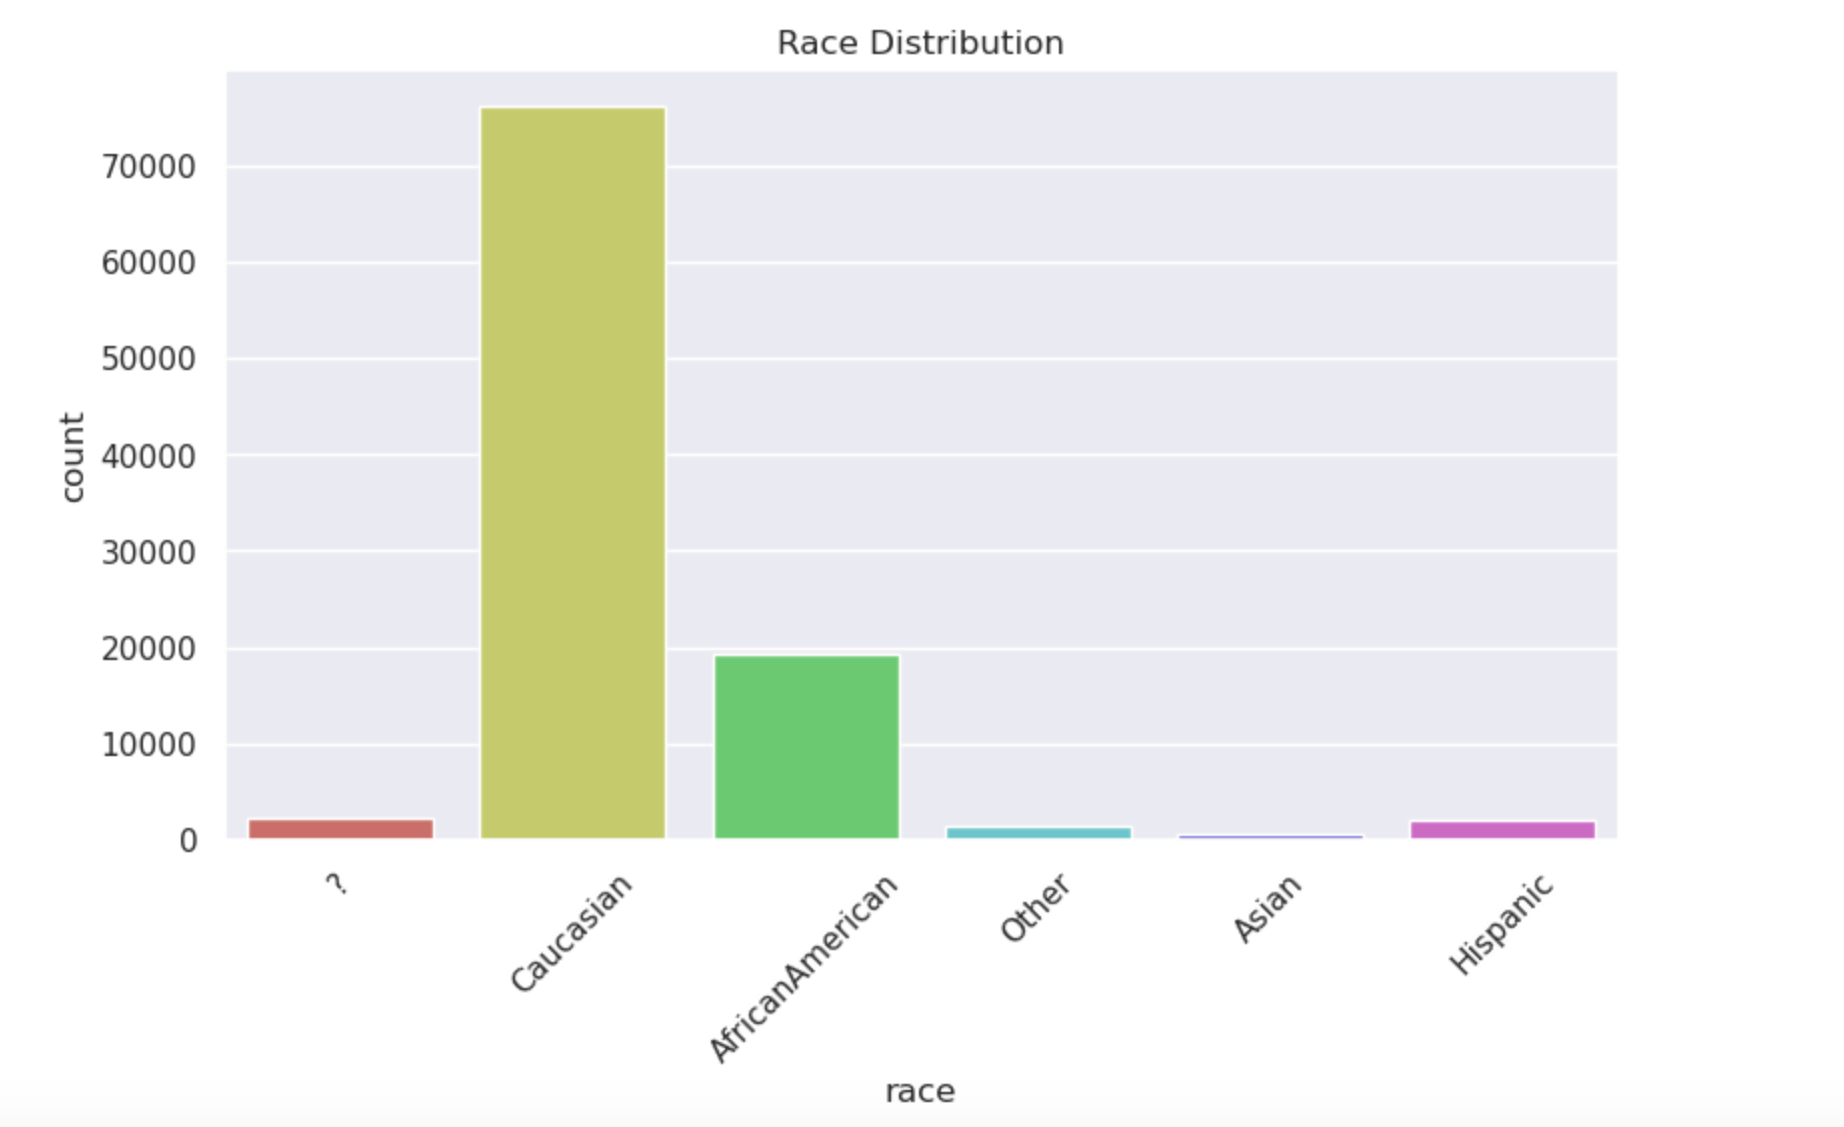 Race Distribution
70000
60000
50000
40000
30000
20000
10000
0
count
?
Caucasian
AfricanAmerican
Other
Asian
Hispanic
race